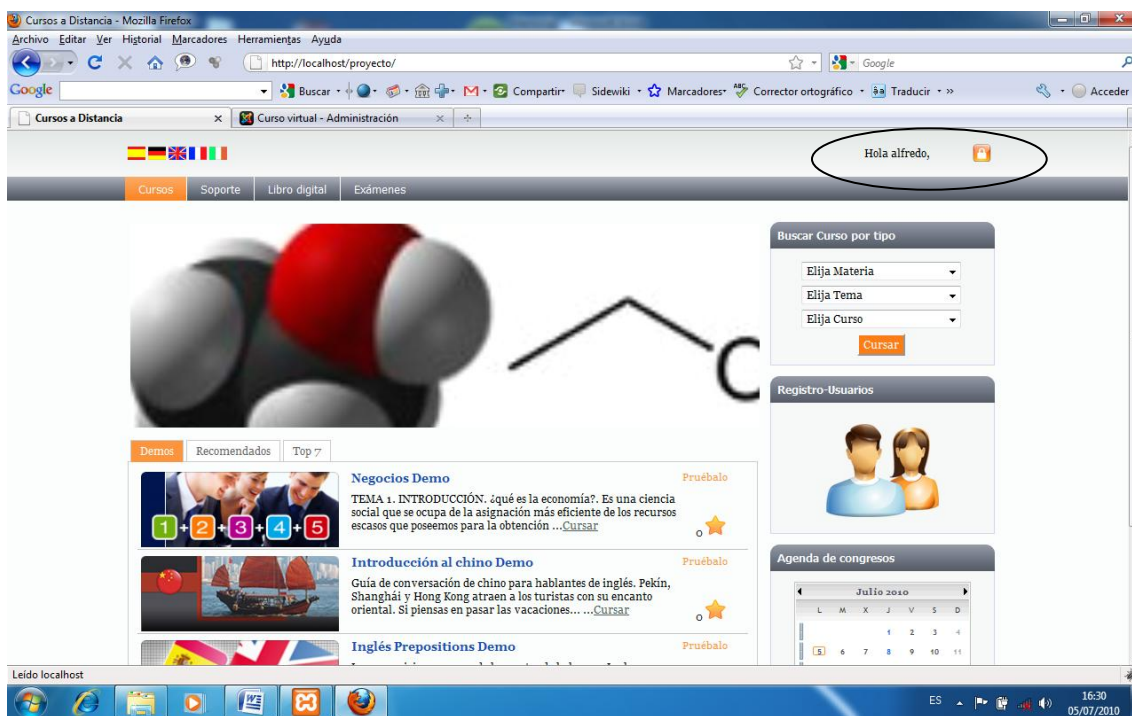 Cursos a Distancia - Mozilla Firefox
Archivo Editar Ver Historial Marcadores Herramientas Ayuda
http://localhost/proyecto/
Google
Google
Buscar
Compartir
Sidewiki
Marcadores
Corrector ortográfico
Traducir
»
Acceder
Cursos a Distancia
Curso virtual - Administración
Hola alfredo,
Cursos Soporte Libro digital Exámenes
Buscar Curso por tipo
Elija Materia
Elija Tema
Elija Curso
Cursar
Registro-Usuarios
Demos Recomendados Top 7
1+2+3+4+5
Negocios Demo
Pruébalo
TEMA 1. INTRODUCCIÓN. ¿qué es la economía?. Es una ciencia
social que se ocupa de la asignación más eficiente de los recursos
escasos que poseemos para la obtención ...Cursar
0
Introducción al chino Demo
Pruébalo
Guía de conversación de chino para hablantes de inglés. Pekín,
Shanghái y Hong Kong atraen a los turistas con su encanto
oriental. Si piensas en pasar las vacaciones... ...Cursar
0
Inglés Prepositions Demo
Pruébalo
Agenda de congresos
Julio 2010
L M X J V S D
1 2 3 4
5 6 7 8 9 10 11
Leído localhost
ES
16:30
05/07/2010